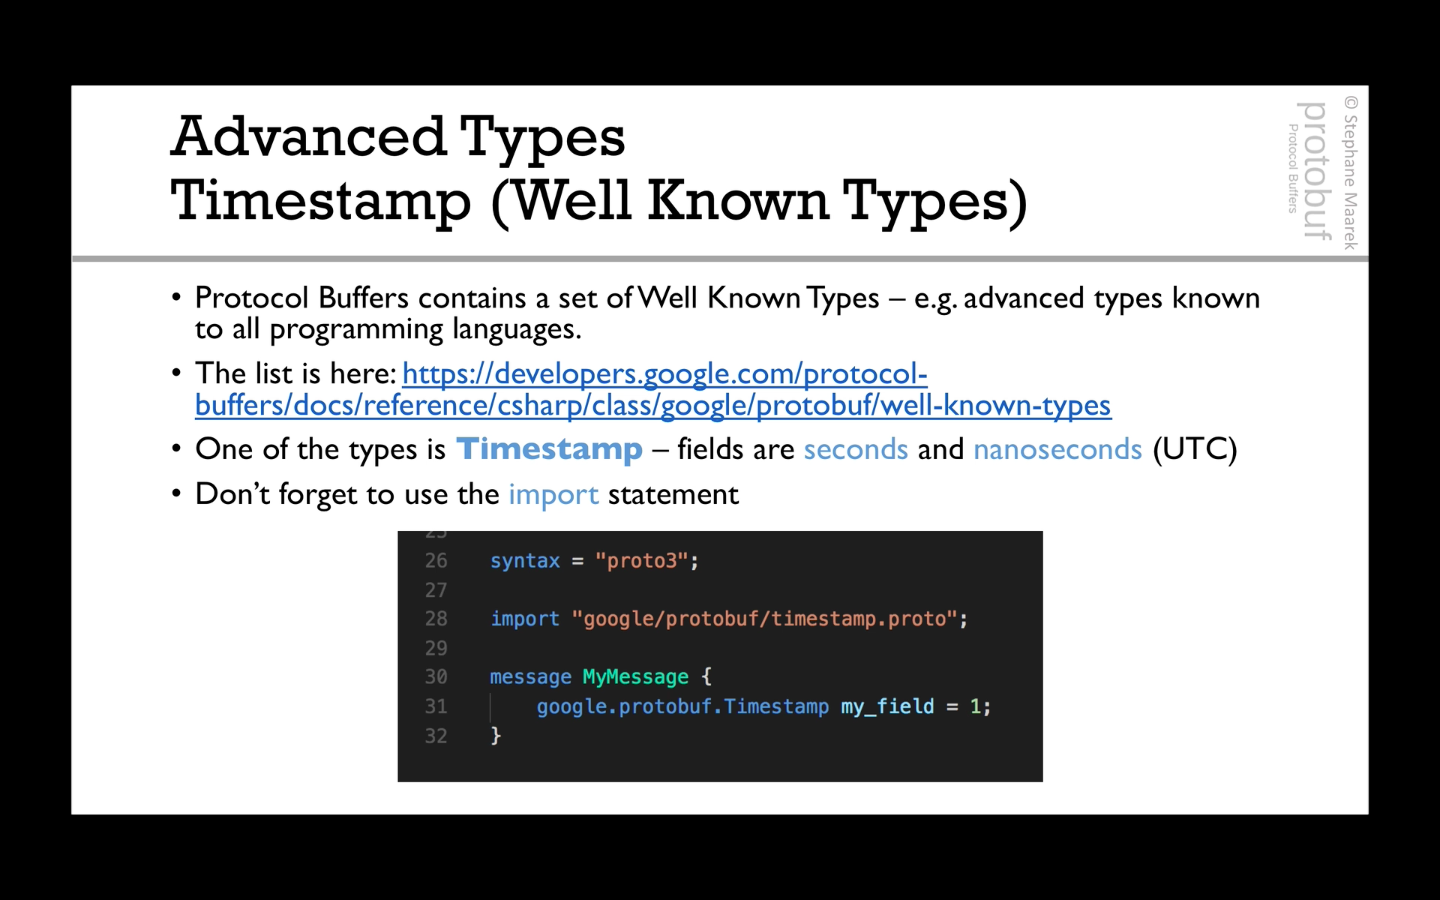 Advanced Types
Timestamp (Well Known Types)
© Stephane Maarek
protobuf
Protocol Buffers
• Protocol Buffers contains a set of Well Known Types – e.g. advanced types known
to all programming languages.
• The list is here: https://developers.google.com/protocol-
buffers/docs/reference/csharp/class/google/protobuf/well-known-types
• One of the types is Timestamp – fields are seconds and nanoseconds (UTC)
• Don’t forget to use the import statement
25
26 syntax = "proto3";
27
28 import "google/protobuf/timestamp.proto";
29
30 message MyMessage {
31 google.protobuf.Timestamp my_field = 1;
32 }